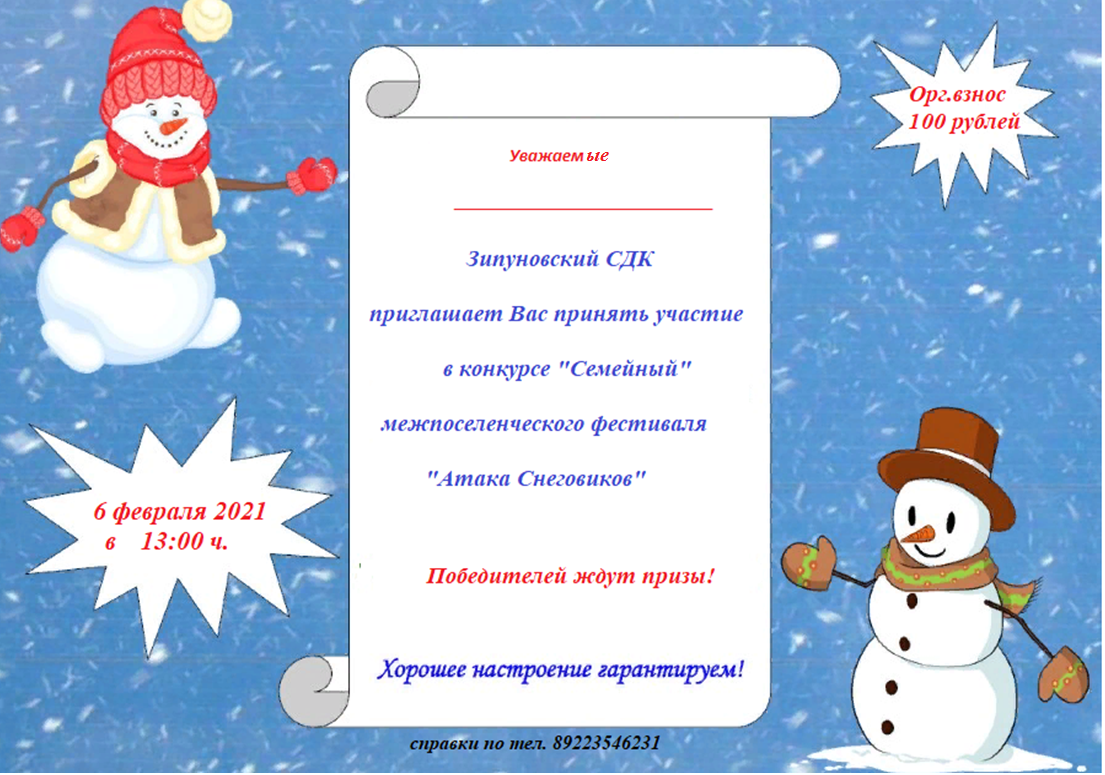 Орг.взнос
100 рублей
Уважаемые
Зипуновский СДК
приглашает Вас принять участие
в конкурсе "Семейный"
межпоселенческого фестиваля
"Атака Снеговиков"
6 февраля 2021
в 13:00 ч.
Победителей ждут призы!
Хорошее настроение гарантируем!
справки по тел. 89223546231